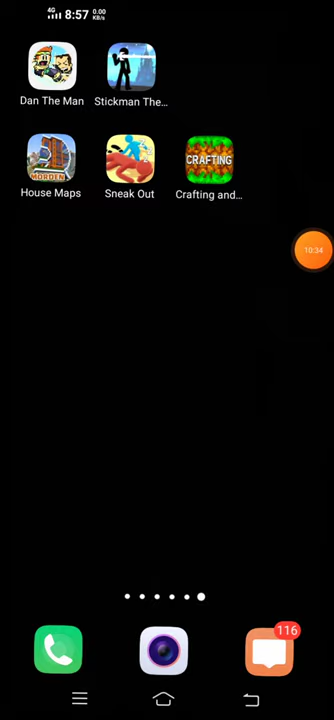 4G 8:57 0.00 KB/s
Dan The Man Stickman The...
MORDEN CRAFTING
House Maps Sneak Out Crafting and...
10:34
116